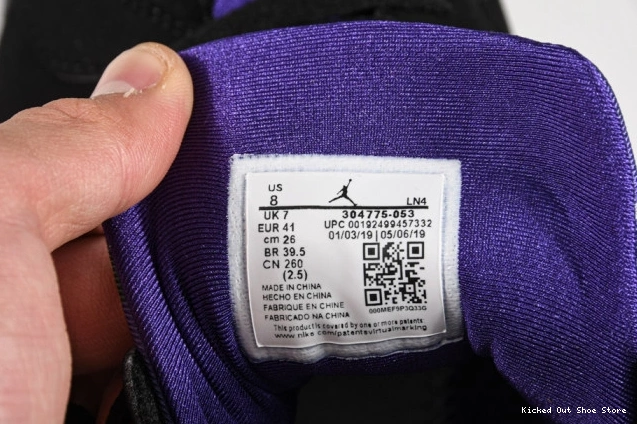 US
8
LN4
UK 7 304775-053
EUR 41 UPC 00192499457332
cm 26 01/03/19 | 05/06/19
BR 39.5
CN 260
(2.5)
MADE IN CHINA
HECHO EN CHINA
FABRIQUE EN CHINE
FABRICADO NA CHINA
This product is covered by one or more patents
www.nike.com/patentsvirtualmarking
Kicked Out Shoe Store